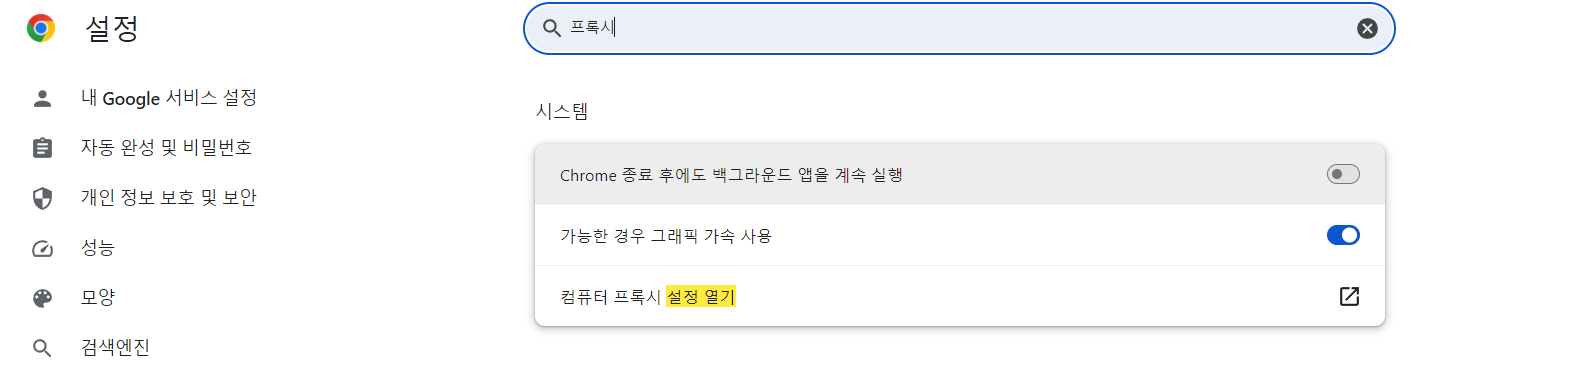 설정
프록시
내 Google 서비스 설정
자동 완성 및 비밀번호
개인 정보 보호 및 보안
성능
모양
검색엔진
시스템
Chrome 종료 후에도 백그라운드 앱을 계속 실행
가능한 경우 그래픽 가속 사용
컴퓨터 프록시 설정 열기